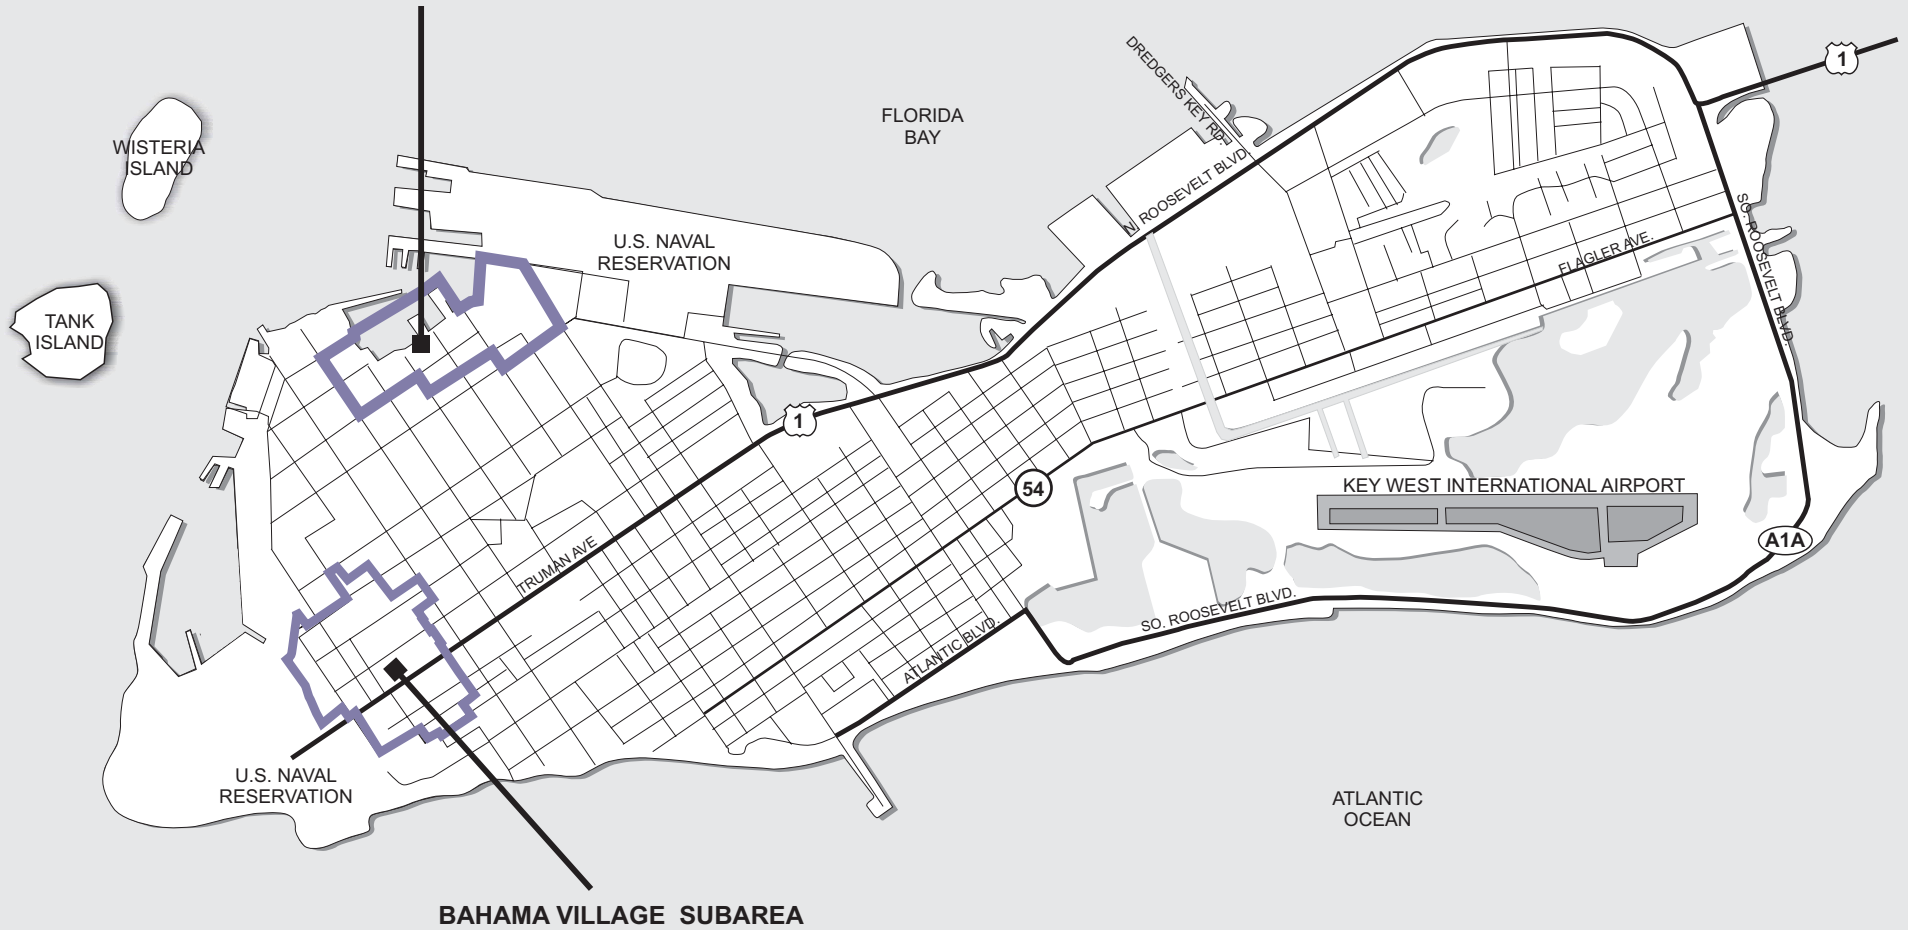 1
DREDGERS KEY RD.
FLORIDA
BAY
WISTERIA
ISLAND
N. ROOSEVELT BLVD.
SO. ROOSEVELT BLVD.
U.S. NAVAL
RESERVATION
FLAGLER AVE.
TANK
ISLAND
1
54
KEY WEST INTERNATIONAL AIRPORT
A1A
TRUMAN AVE
SO. ROOSEVELT BLVD.
ATLANTIC BLVD.
U.S. NAVAL
RESERVATION
ATLANTIC
OCEAN
BAHAMA VILLAGE SUBAREA